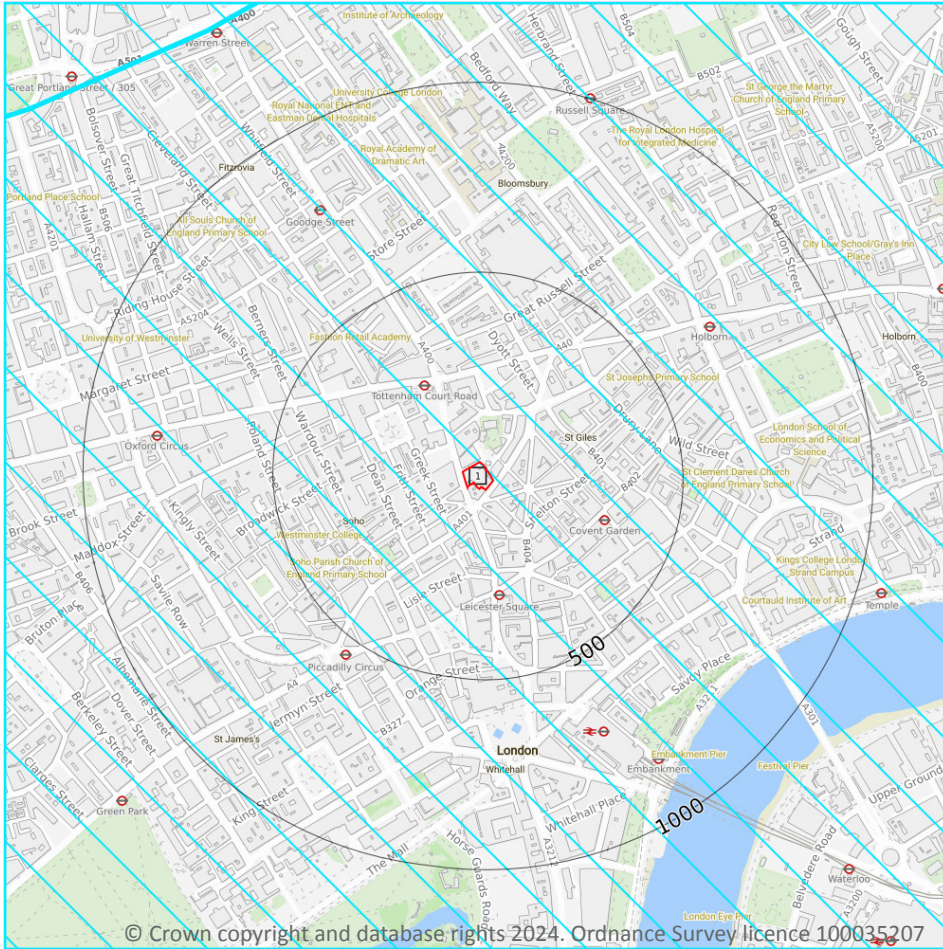 Institute of Archaeology
A400
Warren Street
A501
Great Portland Street / 305
B504
Gough Street
Herbrand Street
Bedford Way
B502
University College London
Royal National ENT and
Eastman Dental Hospitals
Russell Square
St George the Martyr
Church of England Primary
School
Bolsover Street
Cleveland Street
Whitfield Street
Great Titchfield Street
Royal Academy of
Dramatic Art
A4200
The Royal London Hospital
for Integrated Medicine
A5201
A5200
Fitzrovia
Bloomsbury
Portland Place School
B506
Hallam Street
A4201
All Souls Church of
England Primary School
Goodge Street
Store Street
Red Lion Street
City Law School/Gray's Inn
Place
Riding House Street
Great Russell Street
A5204
Wells Street
Berners Street
University of Westminster
Fashion Retail Academy
A400
Dyott Street
A40
Holborn
Holborn
B400
Margaret Street
Tottenham Court Road
St Josephs Primary School
Drury Lane
Oxford Circus
Poland Street
Wardour Street
Dean Street
Frith Street
Greek Street
St Giles
B401
Wild Street
London School of
Economics and Political
Science
1
B402
St Clement Danes Church
of England Primary School
Brook Street
Maddox Street
Kingly Street
Broadwick Street
Soho
Westminster College
A401
Shelton Street
Covent Garden
Strand
B406
Savile Row
Soho Parish Church of
England Primary School
B404
Kings College London
Strand Campus
Lisle Street
Leicester Square
Courtauld Institute of Art
Temple
Bruton Place
Albemarle Street
Dover Street
Berkeley Street
Piccadilly Circus
500
Orange Street
Savoy Place
A4
Jermyn Street
A3211
A301
B327
St James's
London
Whitehall
Embankment Pier
Embankment
Festival Pier
Clarges Street
Green Park
King Street
Whitehall Place
1000
Upper Ground
The Mall
Horse Guards Road
A3212
Belvedere Road
Waterloo
A3200
London Eye Pier
© Crown copyright and database rights 2024. Ordnance Survey licence 100035207